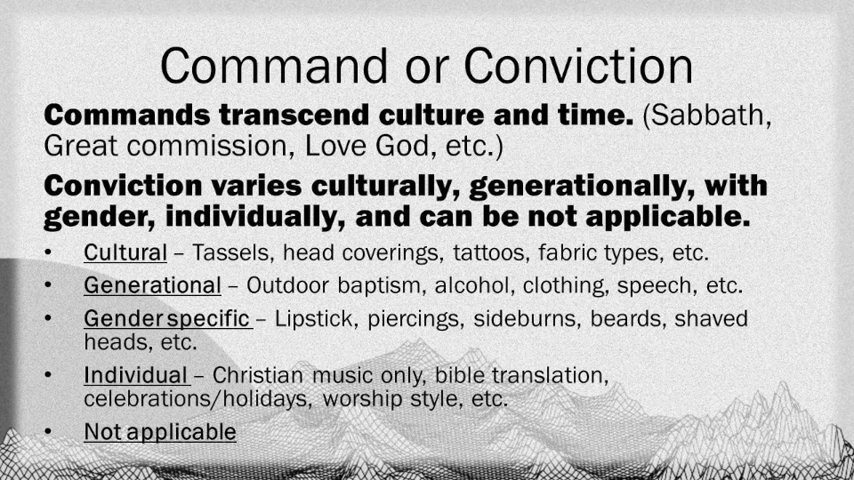 Command or Conviction
Commands transcend culture and time. (Sabbath,
Great commission, Love God, etc.)
Conviction varies culturally, generationally, with
gender, individually, and can be not applicable.
• Cultural – Tassels, head coverings, tattoos, fabric types, etc.
• Generational – Outdoor baptism, alcohol, clothing, speech, etc.
• Gender specific – Lipstick, piercings, sideburns, beards, shaved
heads, etc.
• Individual – Christian music only, bible translation,
celebrations/holidays, worship style, etc.
• Not applicable